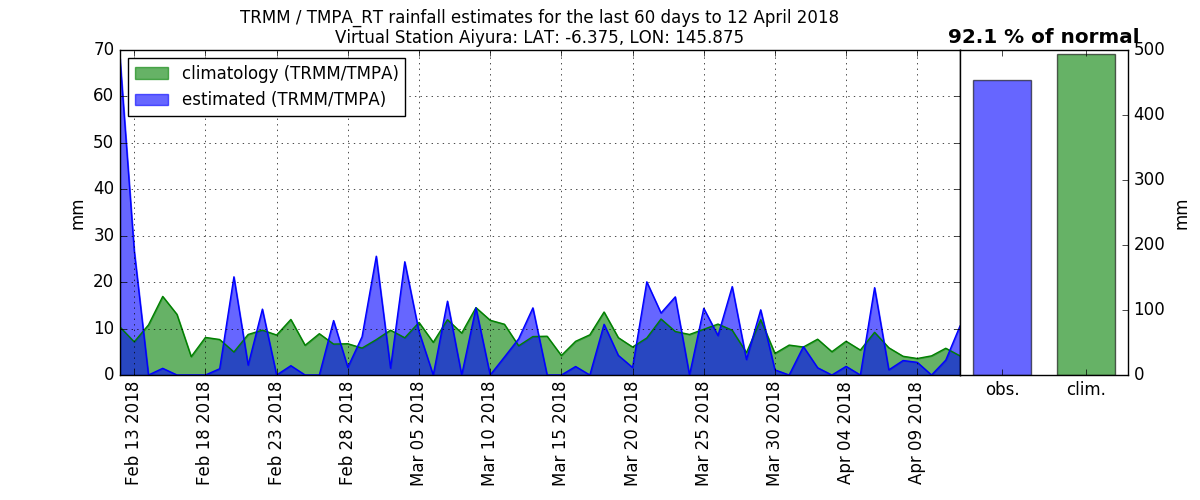 TRMM / TMPA_RT rainfall estimates for the last 60 days to 12 April 2018
Virtual Station Aiyura: LAT: -6.375, LON: 145.875
92.1 % of normal
climatology (TRMM/TMPA)
estimated (TRMM/TMPA)
mm
70
60
50
40
30
20
10
0
500
400
300
200
100
0
mm
obs.
clim.
Feb 13 2018
Feb 18 2018
Feb 23 2018
Feb 28 2018
Mar 05 2018
Mar 10 2018
Mar 15 2018
Mar 20 2018
Mar 25 2018
Mar 30 2018
Apr 04 2018
Apr 09 2018